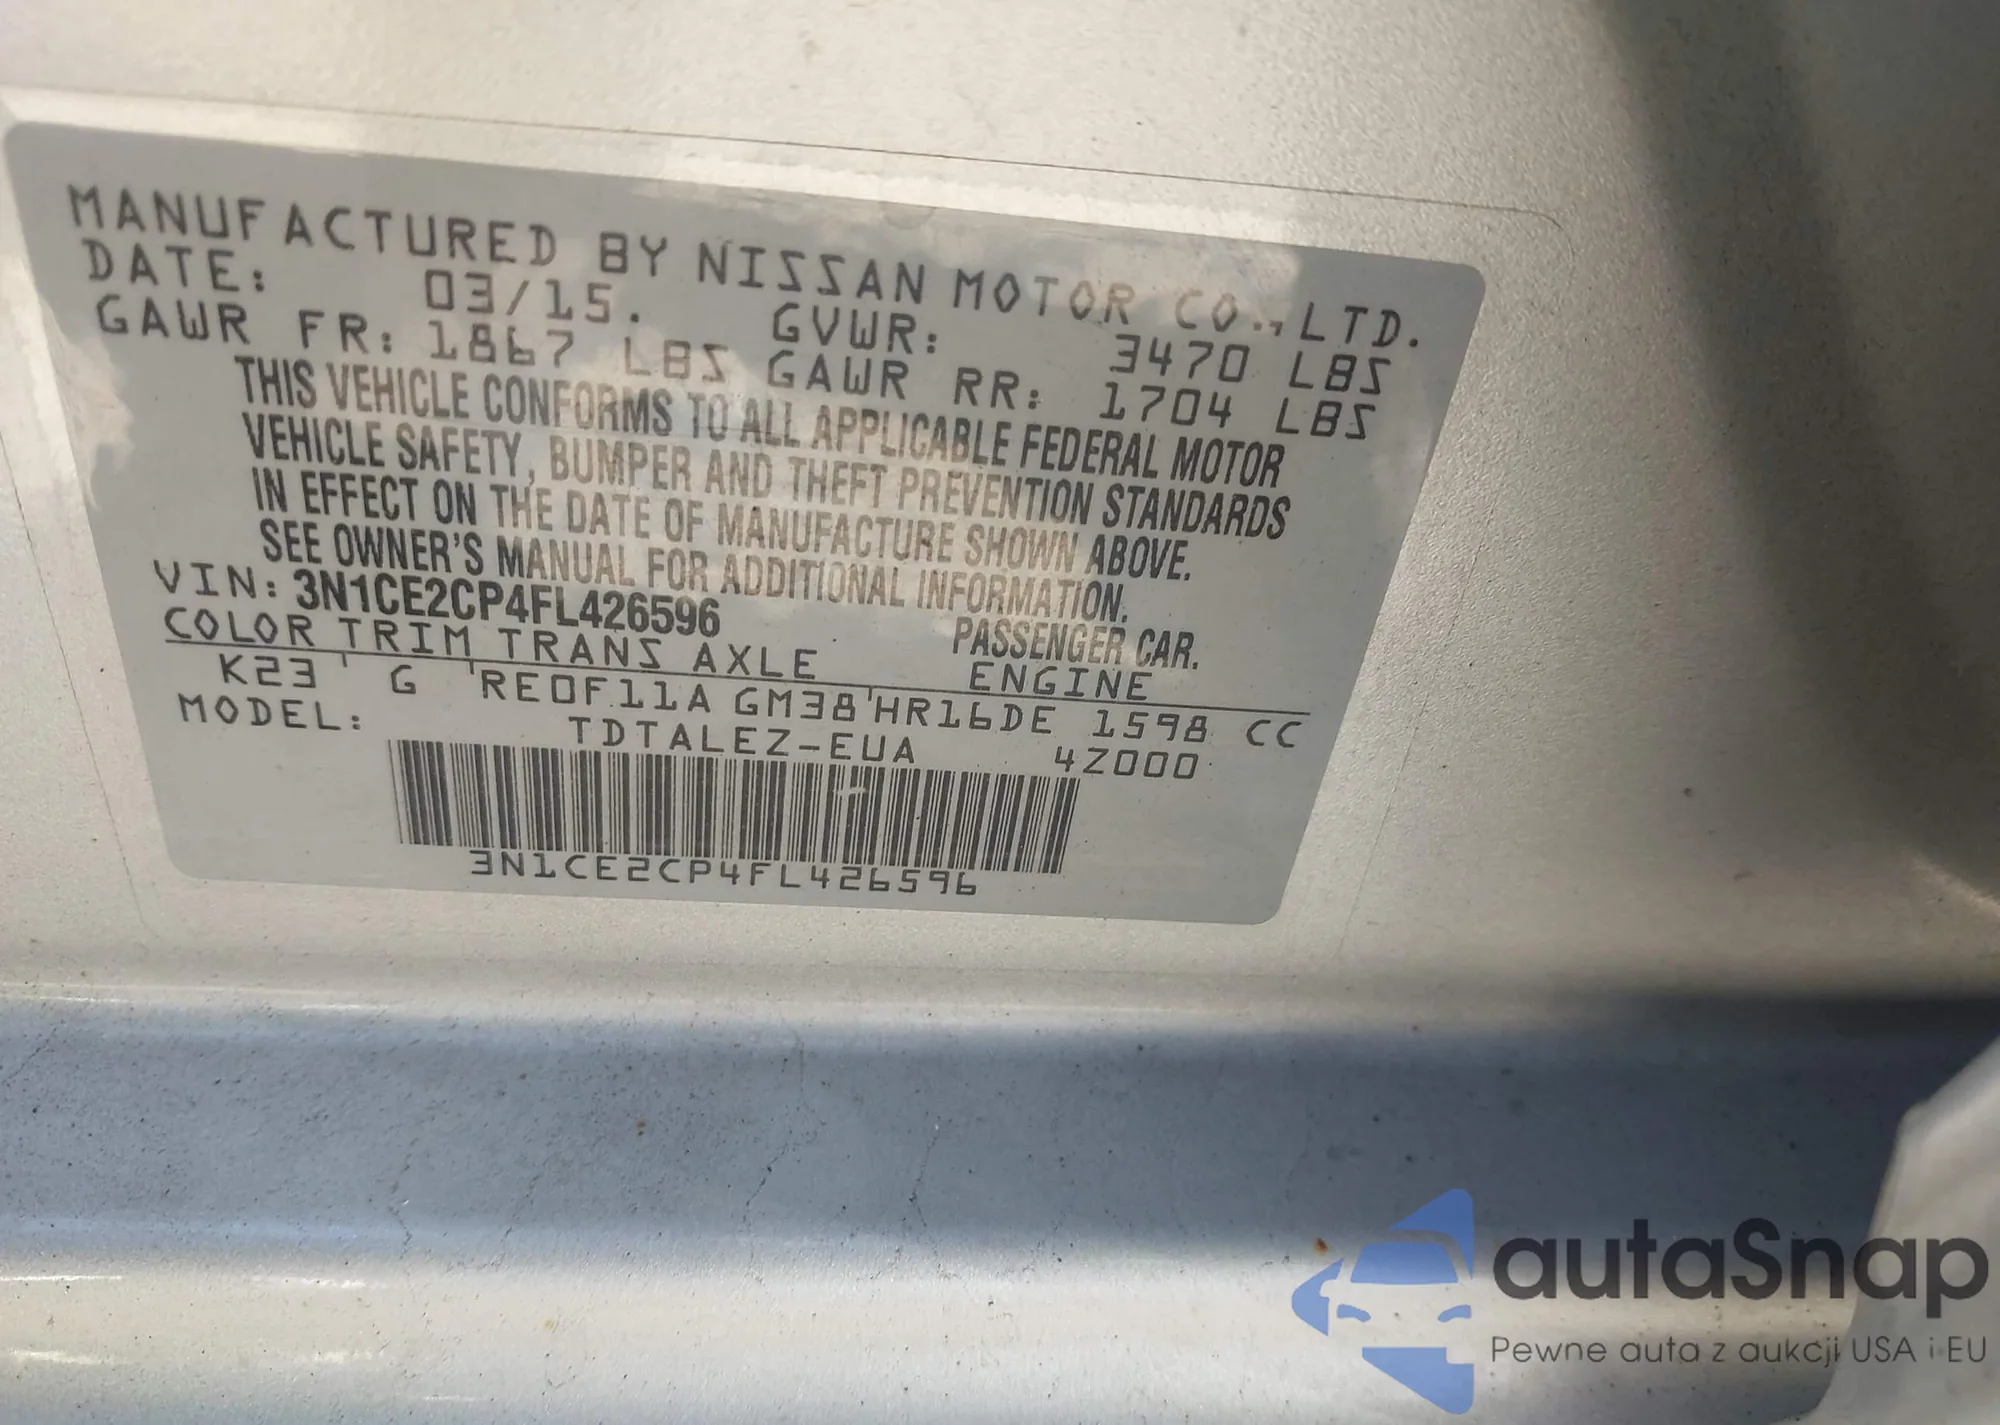 MANUFACTURED BY NISSAN MOTOR CO., LTD.
DATE: 03/15. GVWR: 3470 LBS
GAWR FR: 1867 LBS GAWR RR: 1704 LBS
THIS VEHICLE CONFORMS TO ALL APPLICABLE FEDERAL MOTOR
VEHICLE SAFETY, BUMPER AND THEFT PREVENTION STANDARDS
IN EFFECT ON THE DATE OF MANUFACTURE SHOWN ABOVE.
SEE OWNER'S MANUAL FOR ADDITIONAL INFORMATION.
VIN: 3N1CE2CP4FL426596 PASSENGER CAR.
COLOR TRIM TRANS AXLE ENGINE
K23 ' G 'RE0F11A GM38'HR16DE 1598 CC
MODEL: TDTALEZ-EUA 4Z000
3N1CE2CP4FL426596
autaSnap
Pewne auta z aukcji USA i EU